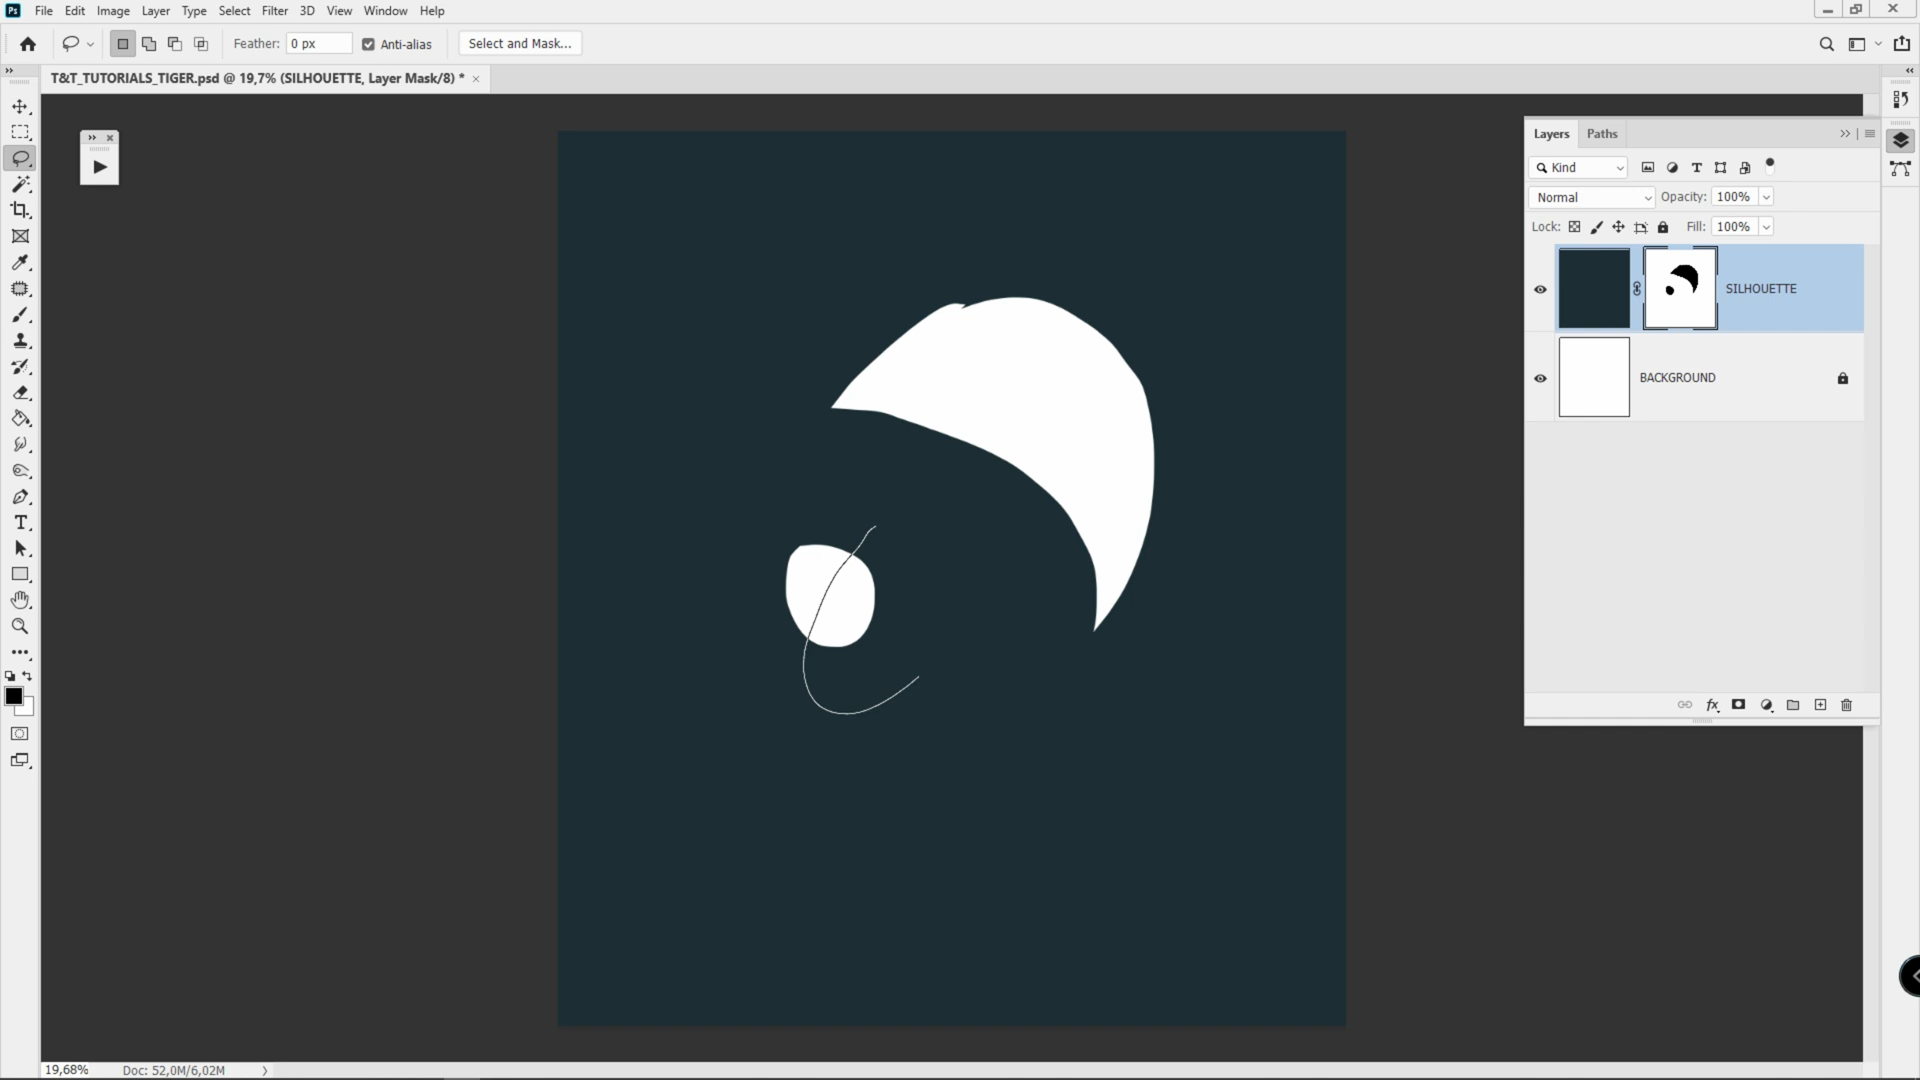 Ps File Edit Image Layer Type Select Filter 3D View Window Help
Feather: 0 px Anti-alias Select and Mask...
T&T_TUTORIALS_TIGER.psd @ 19,7% (SILHOUETTE, Layer Mask/8) *
Layers Paths
Kind
Normal Opacity: 100%
Lock: Fill: 100%
SILHOUETTE
BACKGROUND
fx
19,68% Doc: 52,0M/6,02M